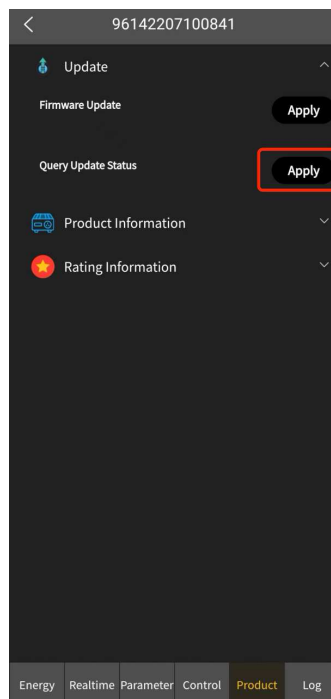 96142207100841
Update
Firmware Update Apply
Query Update Status Apply
Product Information
Rating Information
Energy Realtime Parameter Control Product Log